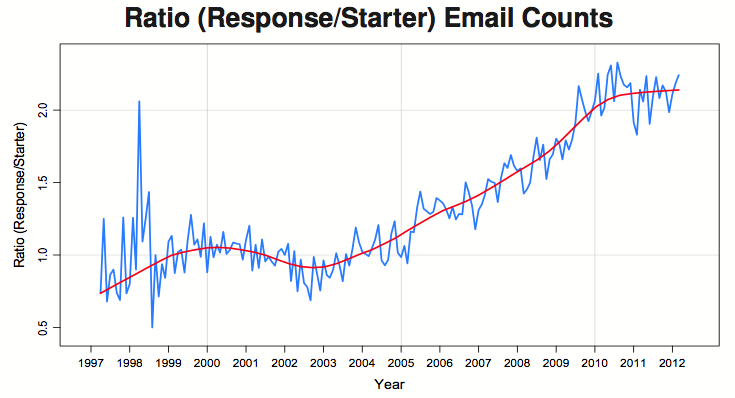 Ratio (Response/Starter) Email Counts
Ratio (Response/Starter)
2.0
1.5
1.0
0.5
1997 1998 1999 2000 2001 2002 2003 2004 2005 2006 2007 2008 2009 2010 2011 2012
Year